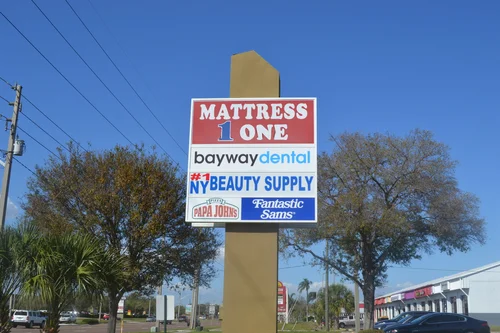 MATTRESS
1 ONE
baywaydental
#1 NY BEAUTY SUPPLY
PAPA JOHNS
Fantastic
Sams